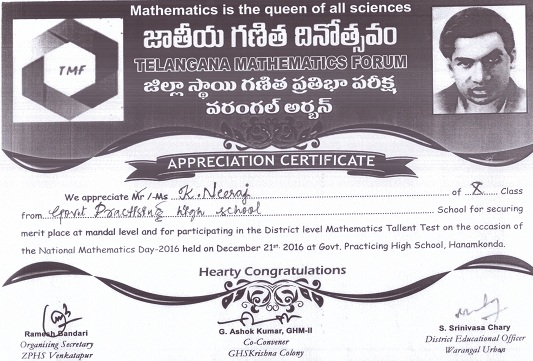 Mathematics is the queen of all sciences
జాతీయ గణిత దినోత్సవం
TMF
TELANGANA MATHEMATICS FORUM
జిల్లా స్థాయి గణిత ప్రతిభా పరీక్ష
వరంగల్ అర్బన్
APPRECIATION CERTIFICATE
We appreciate Mr /-Ms K. Neeraj of X Class
from Govt Practising High school School for securing
merit place at mandal level and for participating in the District level Mathematics Tallent Test on the occasion of
the National Mathematics Day-2016 held on December 21st. 2016 at Govt. Practicing High School, Hanamkonda.
Hearty Congratulations
Ramesh Bandari
Organising Secretary
ZPHS Venkatapur
G. Ashok Kumar, GHM-II
Co-Convener
GHSKrishna Colony
S. Srinivasa Chary
District Educational Officer
Warangal Urban